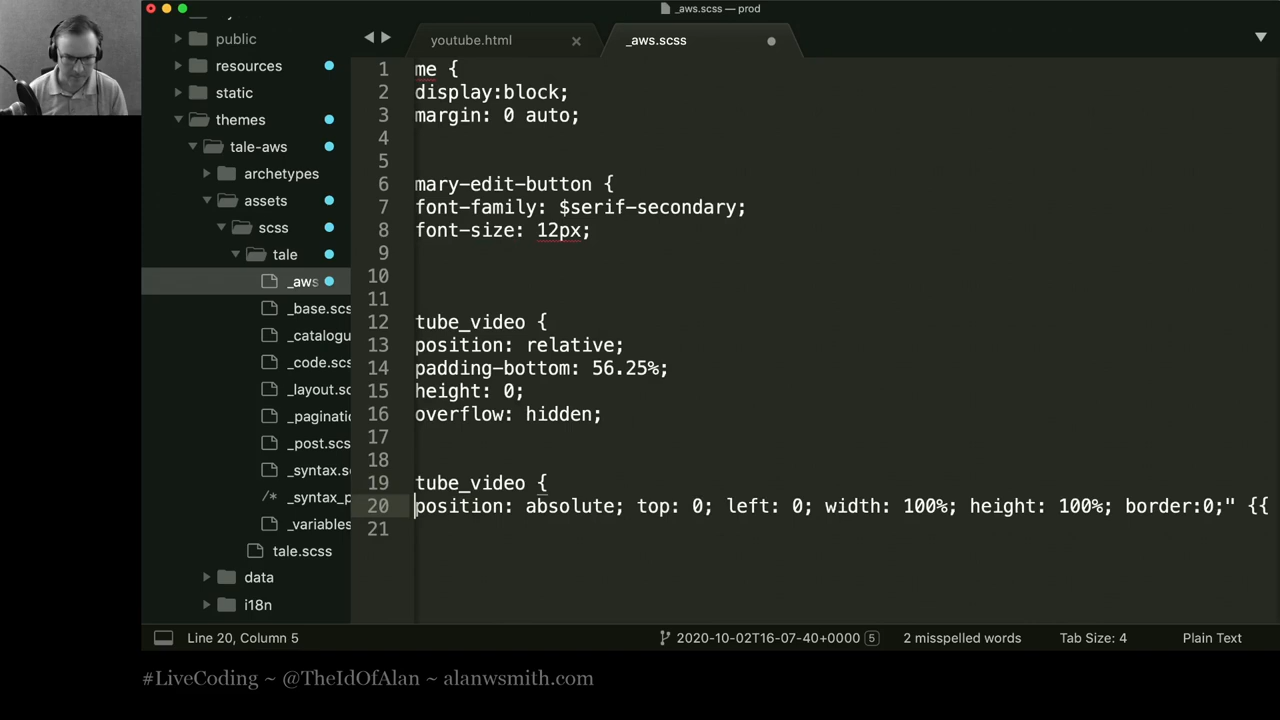 _aws.scss — prod
public
resources
static
themes
tale-aws
archetypes
assets
scss
tale
_aws
_base.scs
_catalogu
_code.scs
_layout.sc
_paginatio
_post.scs
_syntax.s
/* _syntax_p
_variables
tale.scss
data
i18n
youtube.html
_aws.scss
1 me {
2 display:block;
3 margin: 0 auto;
4
5
6 mary-edit-button {
7 font-family: $serif-secondary;
8 font-size: 12px;
9
10
11
12 tube_video {
13 position: relative;
14 padding-bottom: 56.25%;
15 height: 0;
16 overflow: hidden;
17
18
19 tube_video {
20 position: absolute; top: 0; left: 0; width: 100%; height: 100%; border:0;" {{
21
Line 20, Column 5
2020-10-02T16-07-40+0000 5
2 misspelled words
Tab Size: 4
Plain Text
#LiveCoding ~ @TheIdOfAlan ~ alanwsmith.com